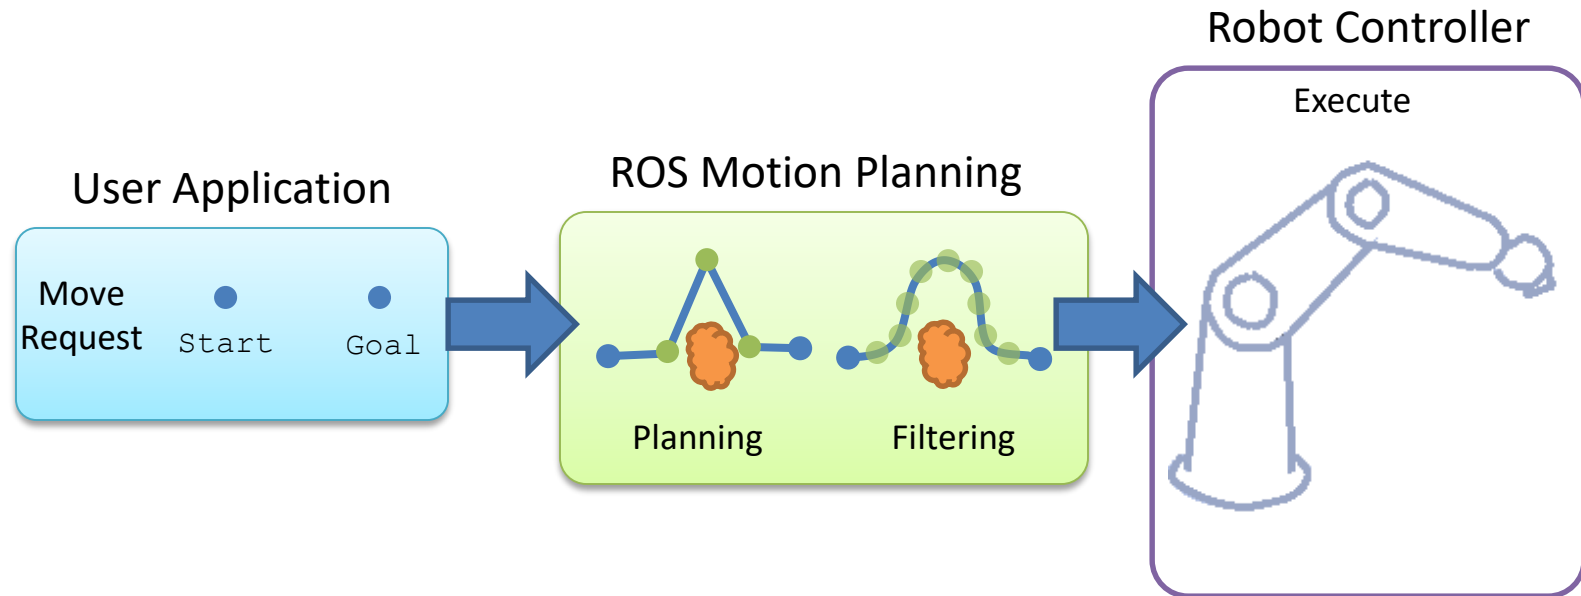 User Application
Move
Request
Start
Goal
ROS Motion Planning
Planning
Filtering
Robot Controller
Execute